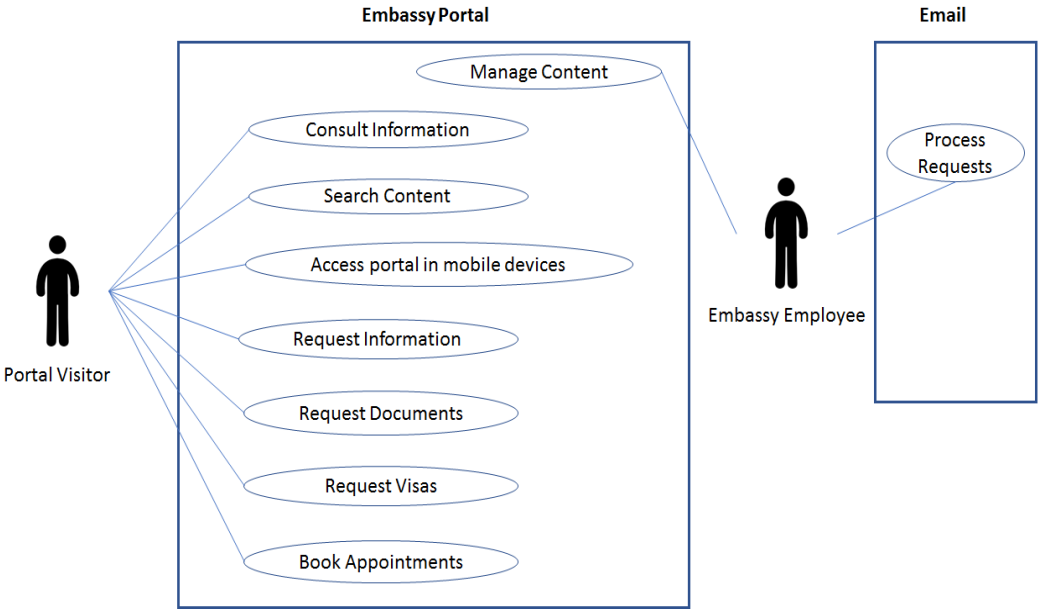 Embassy Portal
Email
Manage Content
Consult Information
Process
Requests
Search Content
Access portal in mobile devices
Embassy Employee
Request Information
Portal Visitor
Request Documents
Request Visas
Book Appointments